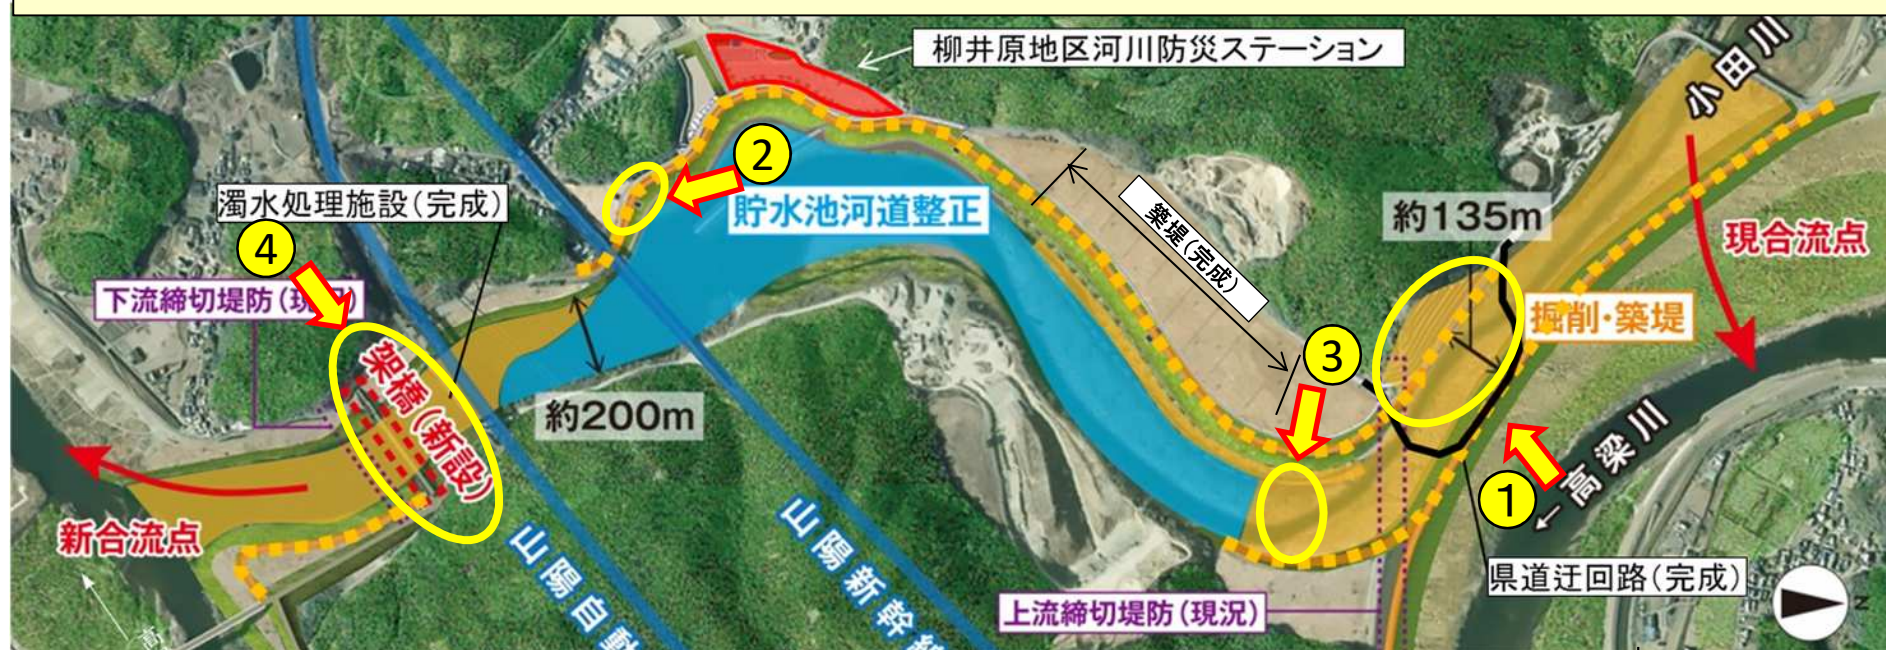 柳井原地区河川防災ステーション
小田川
②
貯水池河道整正
濁水処理施設(完成)
築堤(完成)
約135m
現合流点
④
下流締切堤防(現況)
掘削・築堤
③
架橋(新設)
約200m
①
←高梁川
新合流点
山陽自動
山陽新幹線
県道迂回路(完成)
上流締切堤防(現況)
N
高